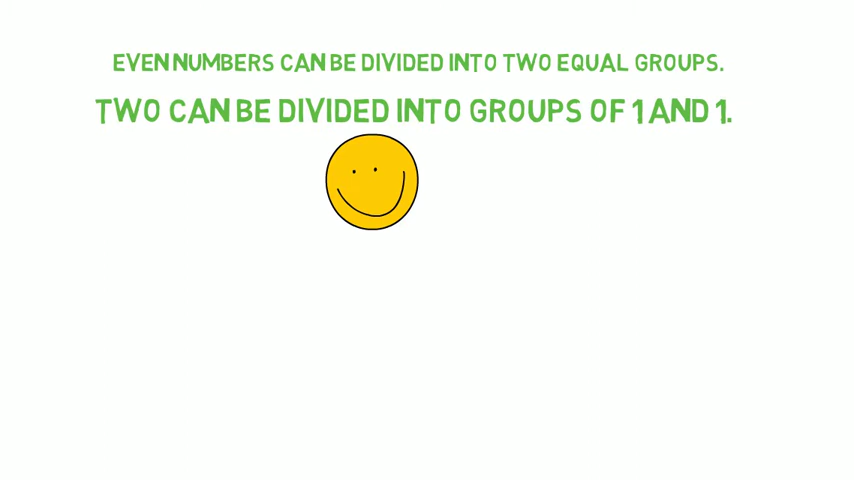 EVEN NUMBERS CAN BE DIVIDED INTO TWO EQUAL GROUPS.
TWO CAN BE DIVIDED INTO GROUPS OF 1 AND 1.